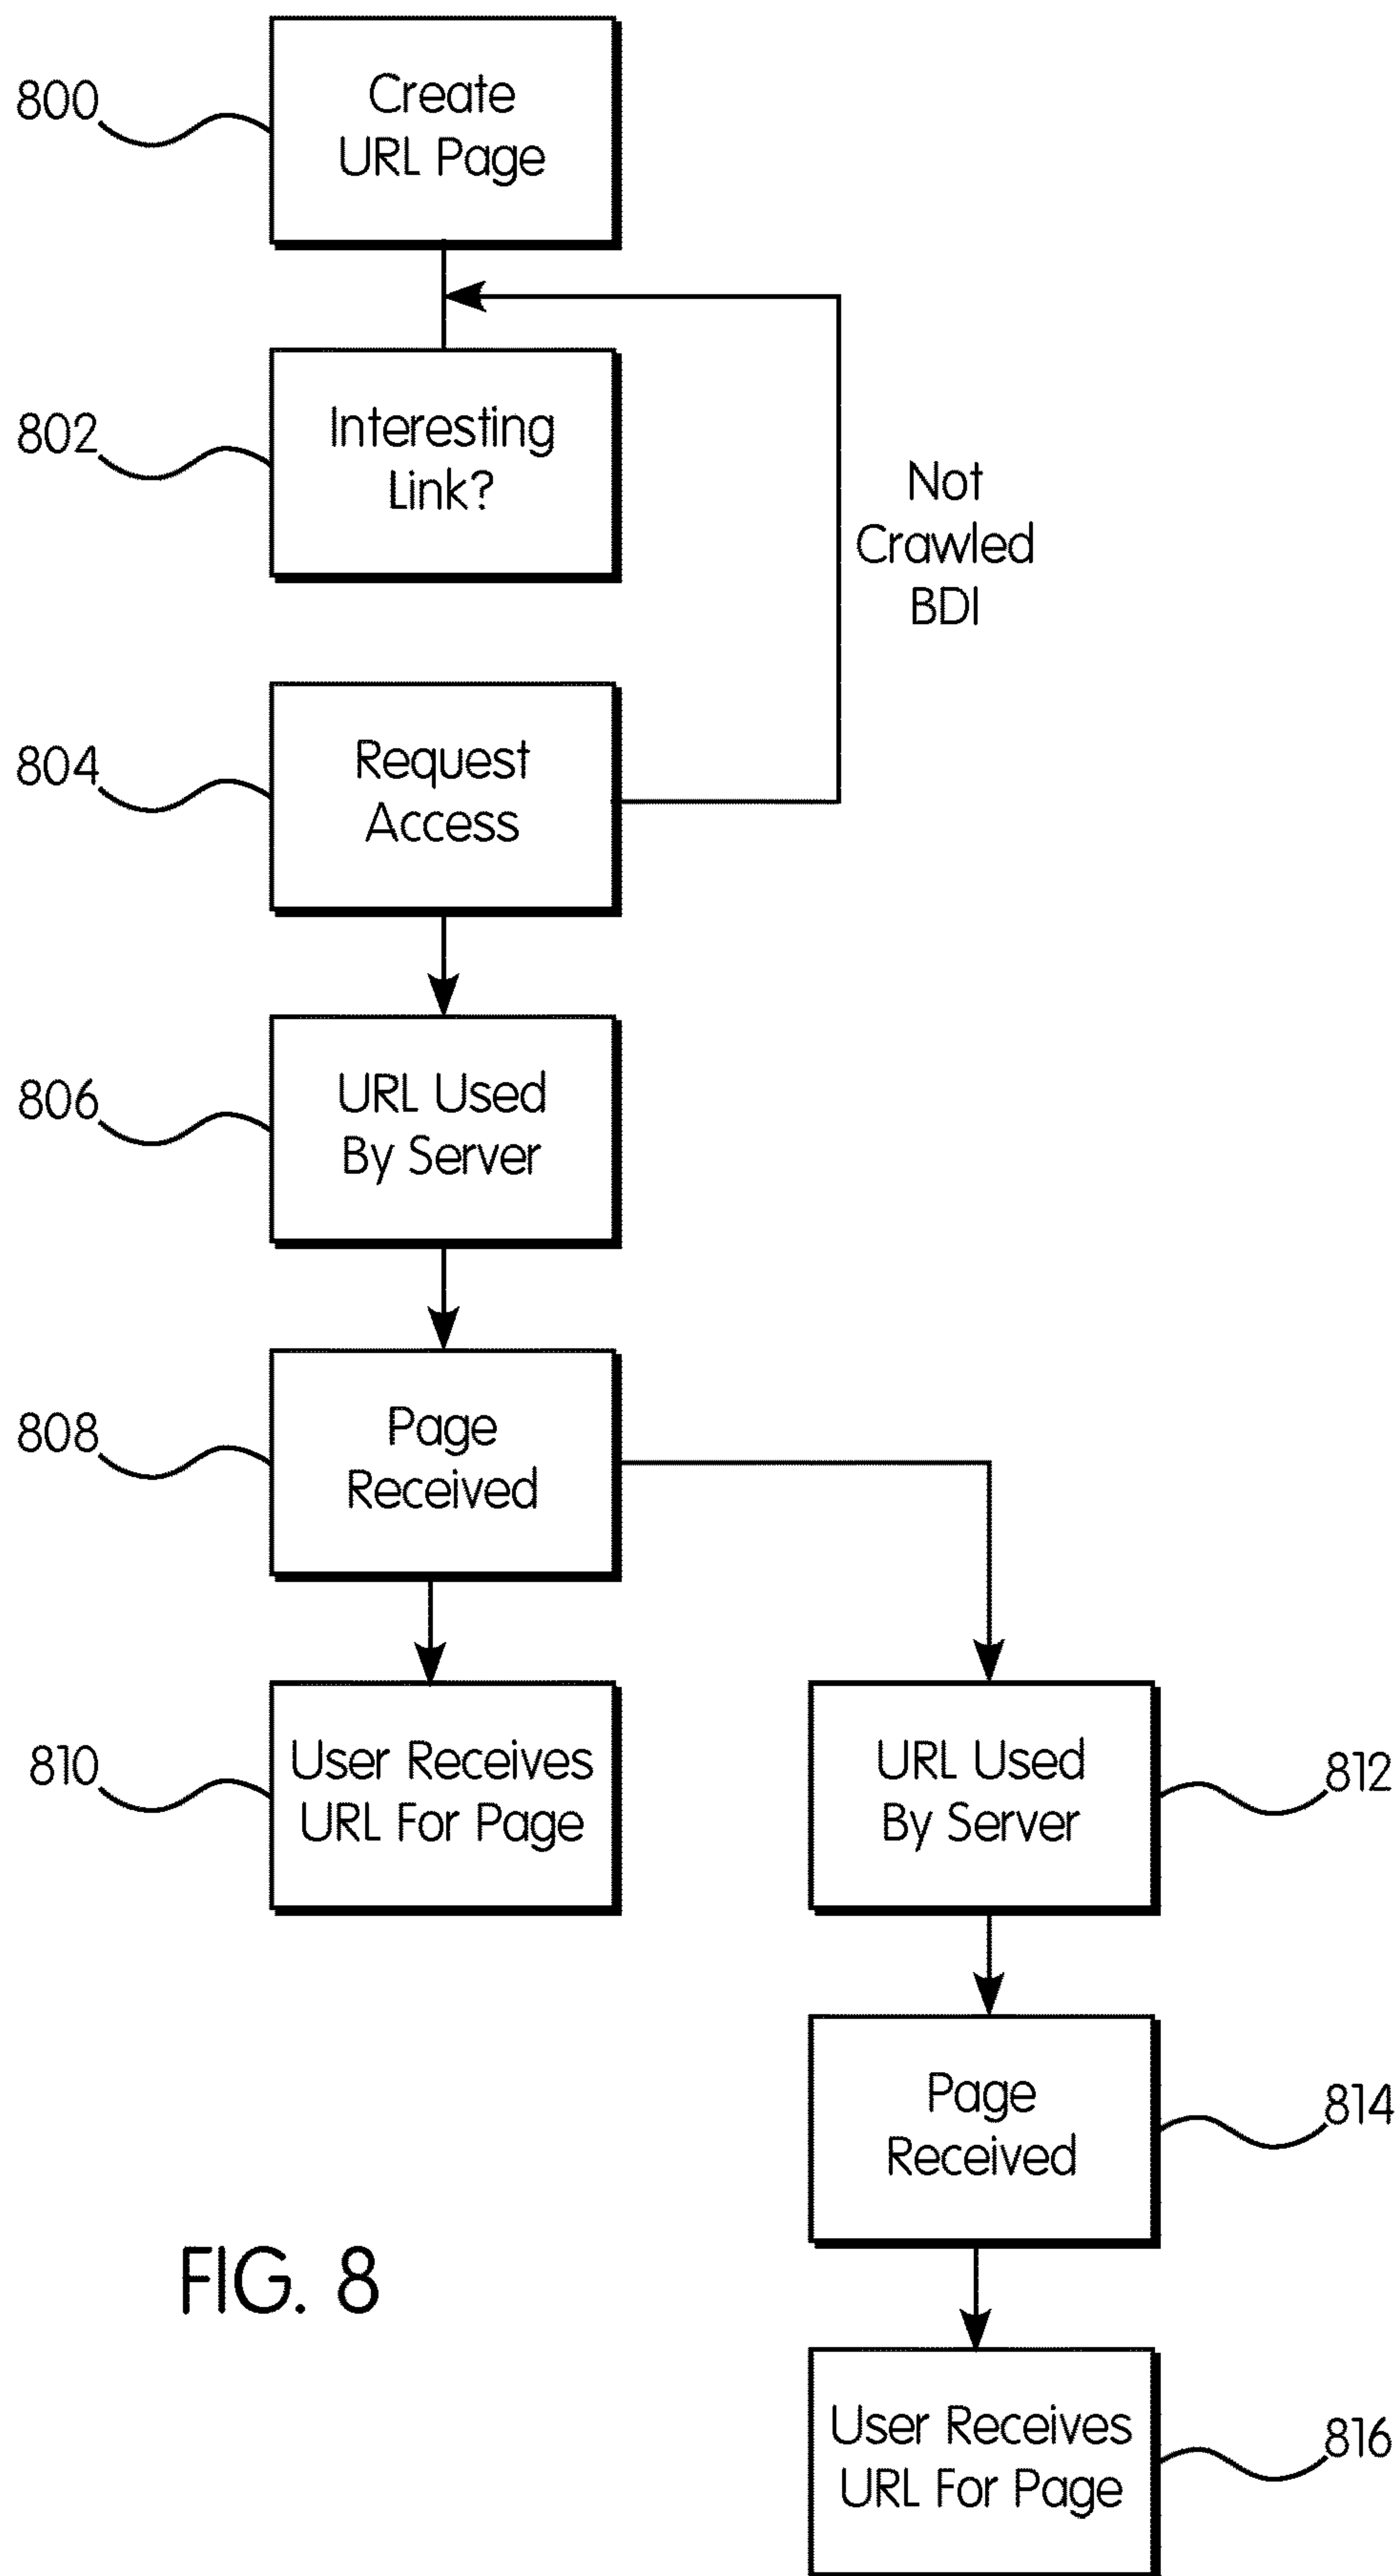 800
Create
URL Page
802
Interesting
Link?
Not
Crawled
BDI
804
Request
Access
806
URL Used
By Server
808
Page
Received
810
User Receives
URL For Page
URL Used
By Server
812
Page
Received
814
FIG. 8
User Receives
URL For Page
816